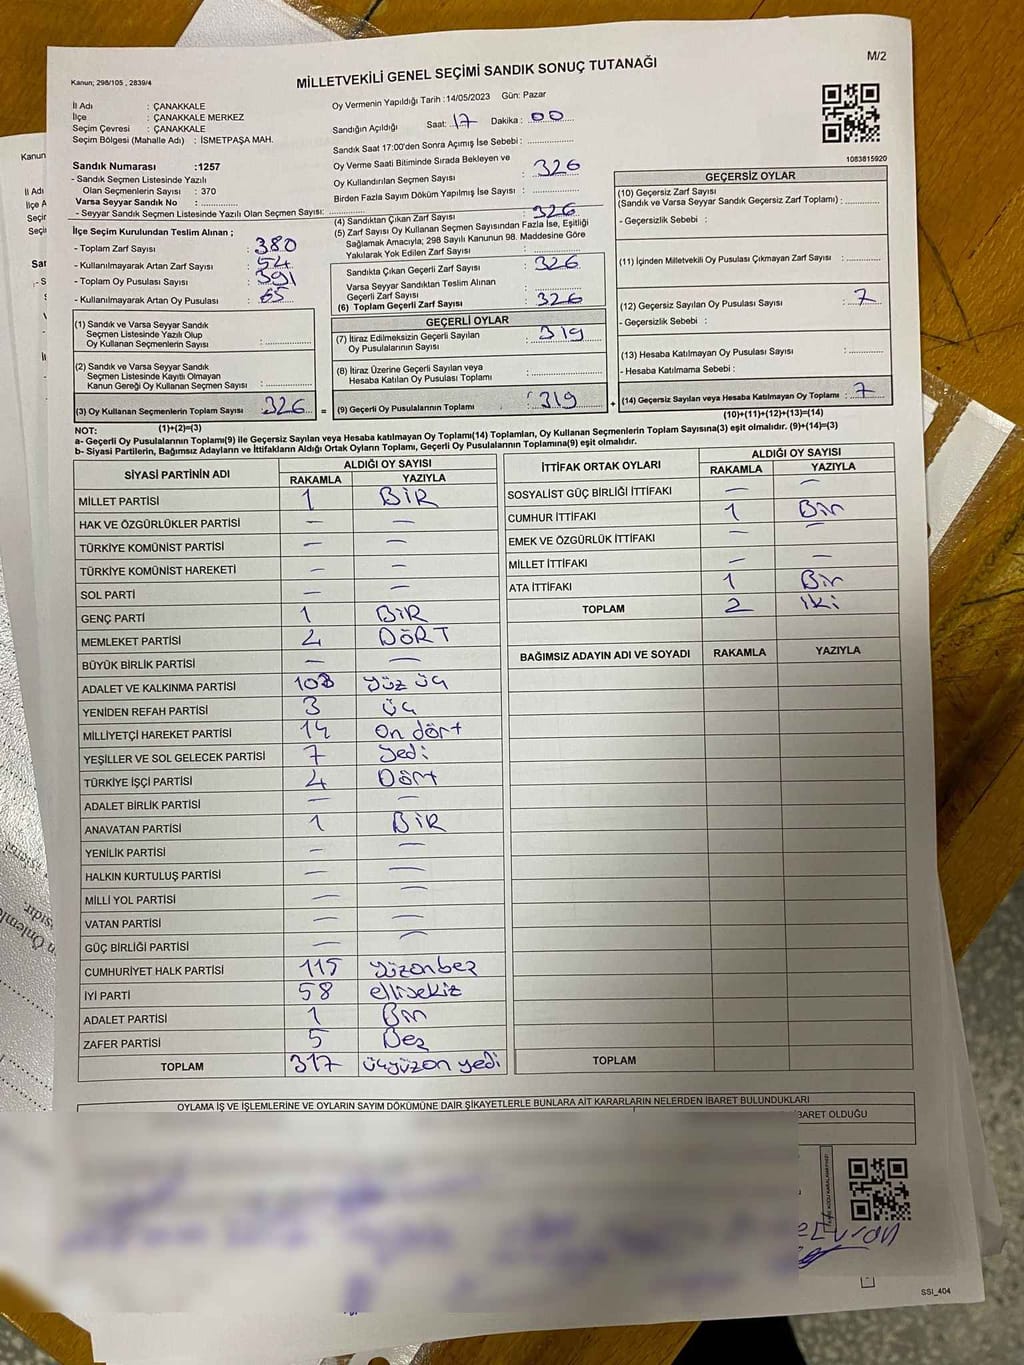 Kanun; 298/105 , 2839/4
MİLLETVEKİLİ GENEL SEÇİMİ SANDIK SONUÇ TUTANAĞI
M/2
İl Adı : ÇANAKKALE
İlçe : ÇANAKKALE MERKEZ
Seçim Çevresi : ÇANAKKALE
Seçim Bölgesi (Mahalle Adı) : İSMETPAŞA MAH.
Sandık Numarası :1257
- Sandık Seçmen Listesinde Yazılı
Olan Seçmenlerin Sayısı : 370
Varsa Seyyar Sandık No :
- Seyyar Sandık Seçmen Listesinde Yazılı Olan Seçmen Sayısı:
İlçe Seçim Kurulundan Teslim Alınan ;
- Toplam Zarf Sayısı : 380
- Kullanılmayarak Artan Zarf Sayısı : 54
- Toplam Oy Pusulası Sayısı : 391
- Kullanılmayarak Artan Oy Pusulası : 65
(1) Sandık ve Varsa Seyyar Sandık
Seçmen Listesinde Yazılı Olup
Oy Kullanan Seçmenlerin Sayısı :
(2) Sandık ve Varsa Seyyar Sandık
Seçmen Listesinde Kayıtlı Olmayan
Kanun Gereği Oy Kullanan Seçmen Sayısı :
(3) Oy Kullanan Seçmenlerin Toplam Sayısı : 326
Oy Vermenin Yapıldığı Tarih :14/05/2023 Gün: Pazar
Sandığın Açıldığı Saat: 17 Dakika : 00
Sandık Saat 17:00'den Sonra Açımış İse Sebebi :
Oy Verme Saati Bitiminde Sırada Bekleyen ve
Oy Kullandırılan Seçmen Sayısı : 326
Birden Fazla Sayım Döküm Yapılmış İse Sayısı :
(4) Sandıktan Çıkan Zarf Sayısı : 326
(5) Zarf Sayısı Oy Kullanan Seçmen Sayısından Fazla İse, Eşitliği
Sağlamak Amacıyla; 298 Sayılı Kanunun 98. Maddesine Göre
Yakılarak Yok Edilen Zarf Sayısı :
Sandıkta Çıkan Geçerli Zarf Sayısı : 326
Varsa Seyyar Sandıktan Teslim Alınan
Geçerli Zarf Sayısı :
(6) Toplam Geçerli Zarf Sayısı : 326
GEÇERLİ OYLAR
(7) İtiraz Edilmeksizin Geçerli Sayılan
Oy Pusulalarının Sayısı : 319
(8) İtiraz Üzerine Geçerli Sayılan veya
Hesaba Katılan Oy Pusulası Toplamı :
= (9) Geçerli Oy Pusulalarının Toplamı : 319
1083815920
GEÇERSİZ OYLAR
(10) Geçersiz Zarf Sayısı
(Sandık ve Varsa Seyyar Sandık Geçersiz Zarf Toplamı) :
- Geçersizlik Sebebi :
(11) İçinden Milletvekili Oy Pusulası Çıkmayan Zarf Sayısı :
(12) Geçersiz Sayılan Oy Pusulası Sayısı : 7
- Geçersizlik Sebebi :
(13) Hesaba Katılmayan Oy Pusulası Sayısı :
- Hesaba Katılmama Sebebi :
+ (14) Geçersiz Sayılan veya Hesaba Katılmayan Oy Toplamı : 7
NOT: (1)+(2)=(3) (10)+(11)+(12)+(13)=(14)
a- Geçerli Oy Pusulalarının Toplamı(9) ile Geçersiz Sayılan veya Hesaba katılmayan Oy Toplamı(14) Toplamları, Oy Kullanan Seçmenlerin Toplam Sayısına(3) eşit olmalıdır. (9)+(14)=(3)
b- Siyasi Partilerin, Bağımsız Adayların ve İttifakların Aldığı Ortak Oyların Toplamı, Geçerli Oy Pusulalarının Toplamına(9) eşit olmalıdır.
SİYASİ PARTİNİN ADI ALDIĞI OY SAYISI
RAKAMLA YAZIYLA
MİLLET PARTİSİ 1 BİR
HAK VE ÖZGÜRLÜKLER PARTİSİ — —
TÜRKİYE KOMÜNİST PARTİSİ — —
TÜRKİYE KOMÜNİST HAREKETİ — —
SOL PARTİ — —
GENÇ PARTİ 1 BİR
MEMLEKET PARTİSİ 4 DÖRT
BÜYÜK BİRLİK PARTİSİ — —
ADALET VE KALKINMA PARTİSİ 103 yüz üç
YENİDEN REFAH PARTİSİ 3 üç
MİLLİYETÇİ HAREKET PARTİSİ 14 On dört
YEŞİLLER VE SOL GELECEK PARTİSİ 7 Yedi
TÜRKİYE İŞÇİ PARTİSİ 4 Dört
ADALET BİRLİK PARTİSİ — —
ANAVATAN PARTİSİ 1 BİR
YENİLİK PARTİSİ — —
HALKIN KURTULUŞ PARTİSİ — —
MİLLİ YOL PARTİSİ — —
VATAN PARTİSİ — —
GÜÇ BİRLİĞİ PARTİSİ — —
CUMHURİYET HALK PARTİSİ 115 yüzonbeş
İYİ PARTİ 58 ellisekiz
ADALET PARTİSİ 1 Bir
ZAFER PARTİSİ 5 Beş
TOPLAM 317 üçyüzon yedi
İTTİFAK ORTAK OYLARI ALDIĞI OY SAYISI
RAKAMLA YAZIYLA
SOSYALİST GÜÇ BİRLİĞİ İTTİFAKI — —
CUMHUR İTTİFAKI 1 Bir
EMEK VE ÖZGÜRLÜK İTTİFAKI — —
MİLLET İTTİFAKI — —
ATA İTTİFAKI 1 Bir
TOPLAM 2 iki
BAĞIMSIZ ADAYIN ADI VE SOYADI RAKAMLA YAZIYLA
TOPLAM
OYLAMA İŞ VE İŞLEMLERİNE VE OYLARIN SAYIM DÖKÜMÜNE DAİR ŞİKAYETLERLE BUNLARA AİT KARARLARIN NELERDEN İBARET BULUNDUKLARI
İBARET OLDUĞU
SSİ_404